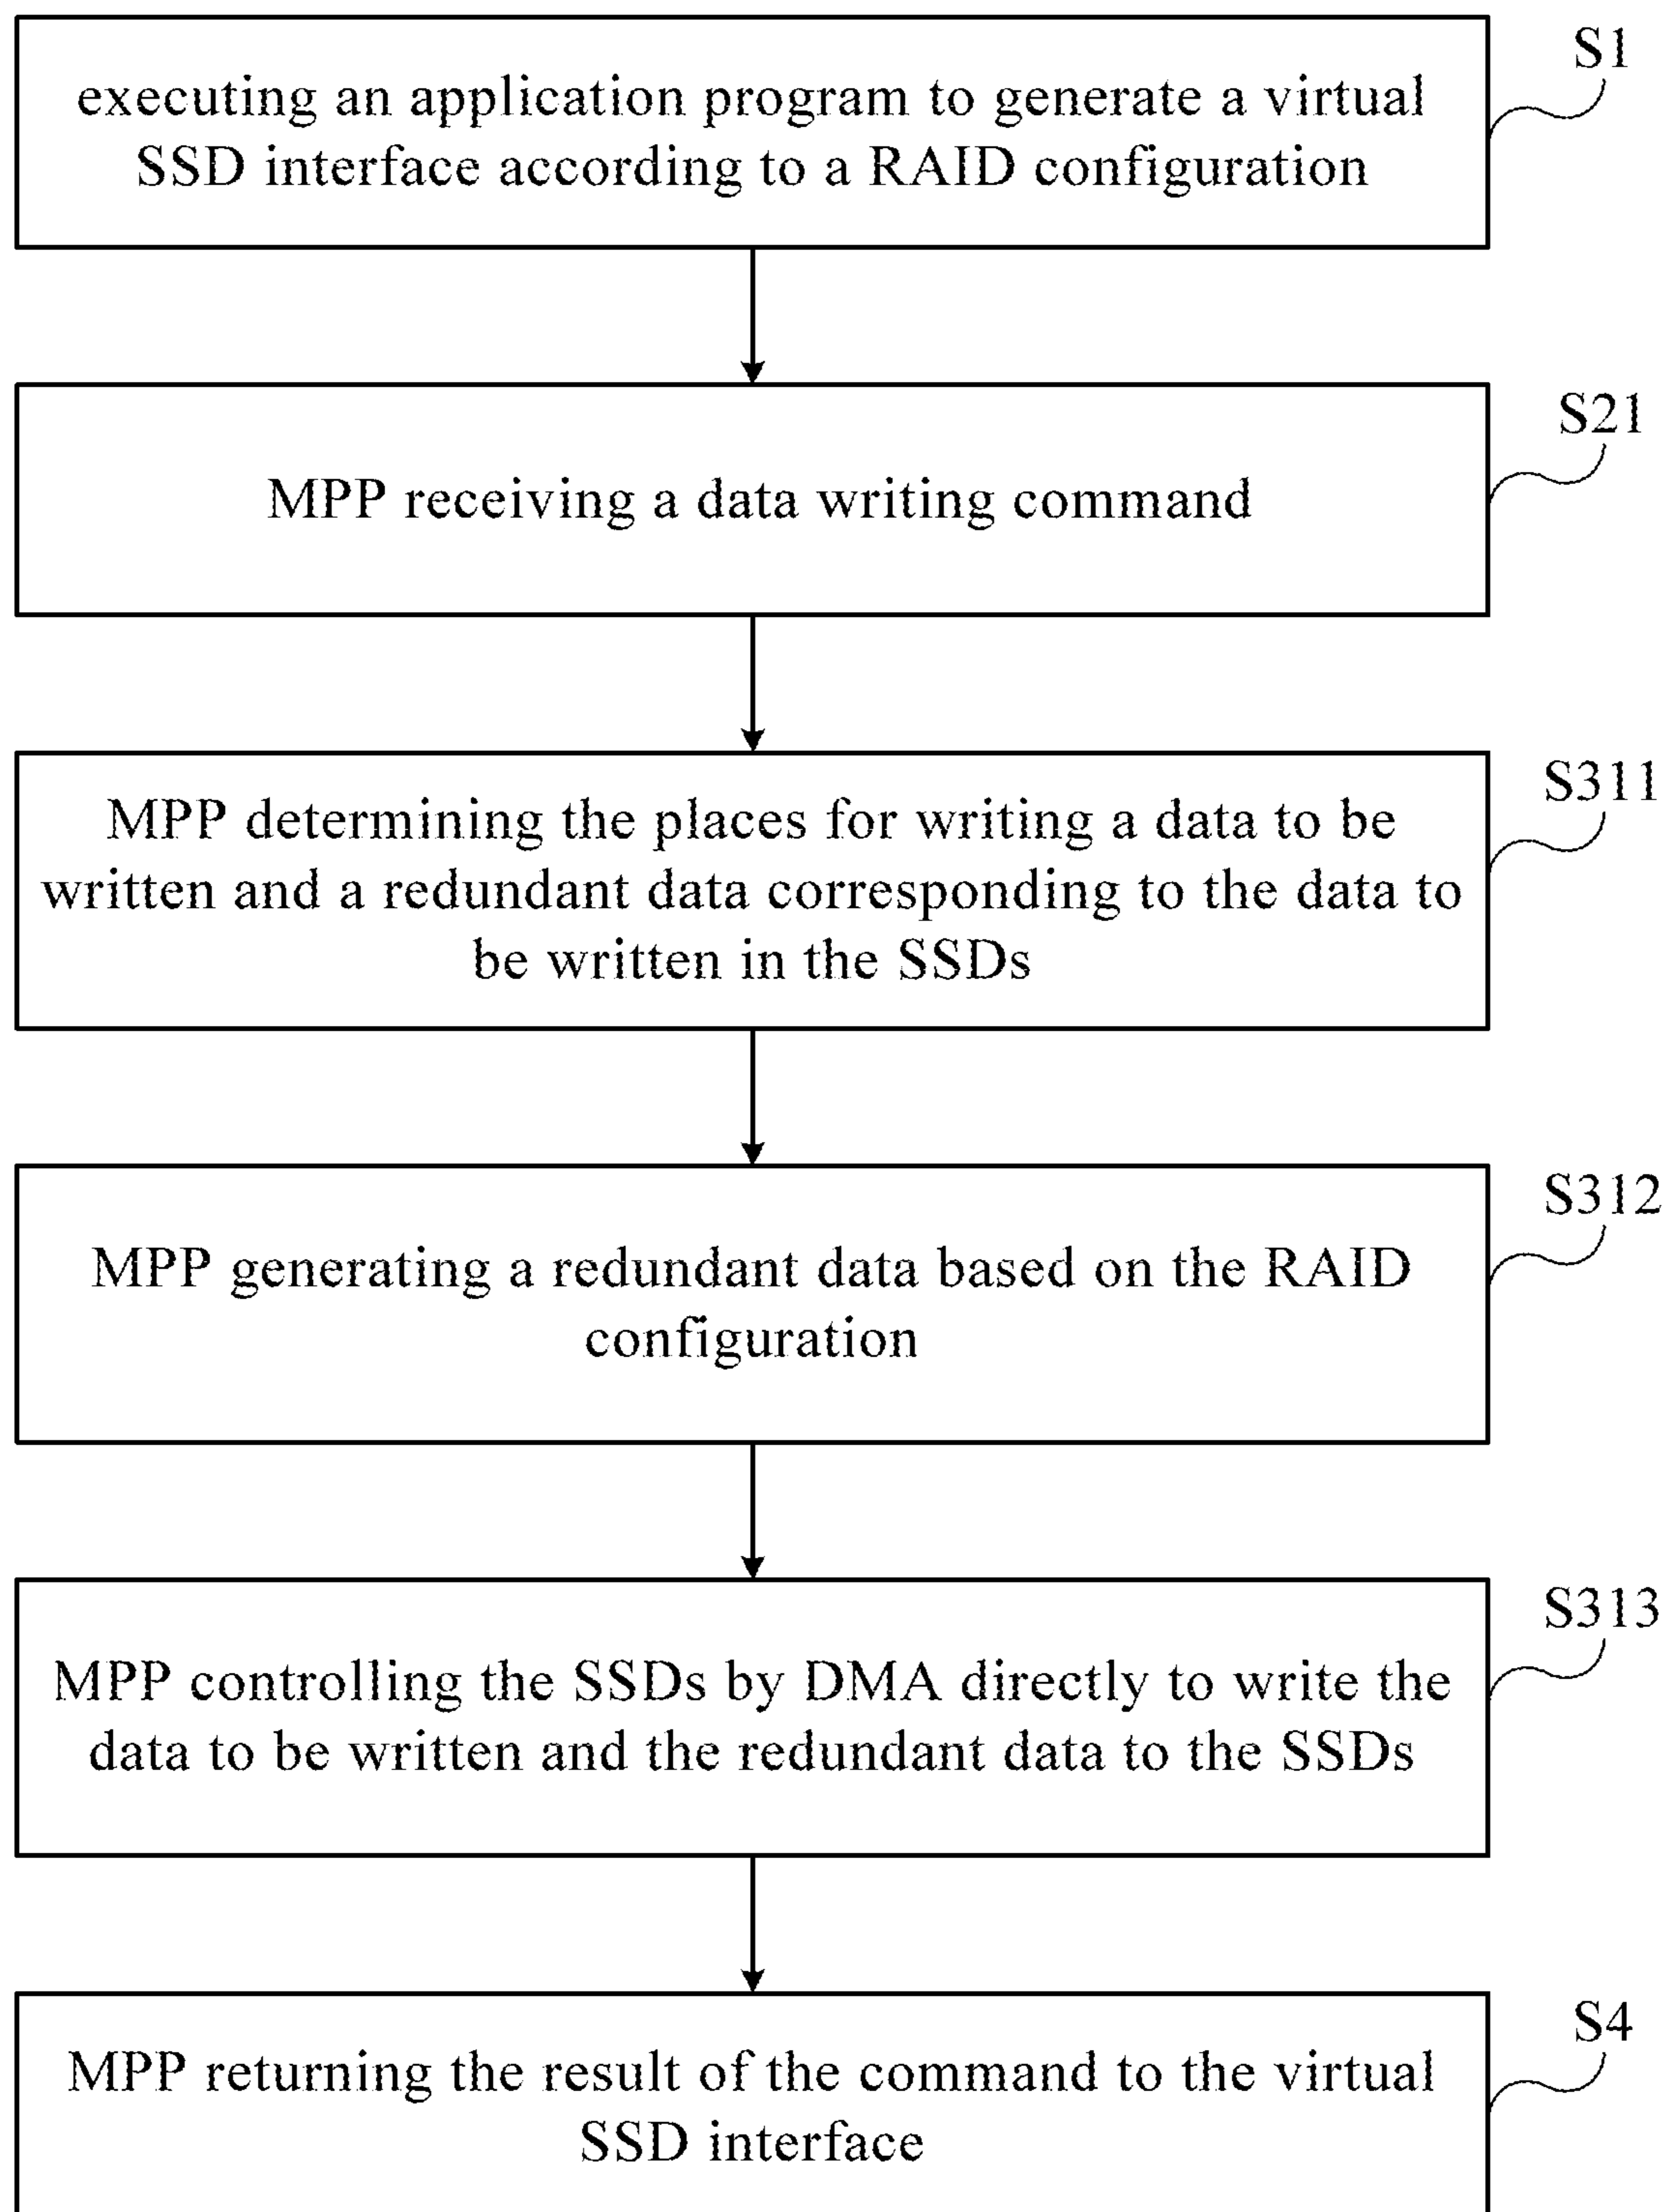 S1
executing an application program to generate a virtual
SSD interface according to a RAID configuration
S21
MPP receiving a data writing command
S311
MPP determining the places for writing a data to be
written and a redundant data corresponding to the data to
be written in the SSDs
S312
MPP generating a redundant data based on the RAID
configuration
S313
MPP controlling the SSDs by DMA directly to write the
data to be written and the redundant data to the SSDs
S4
MPP returning the result of the command to the virtual
SSD interface